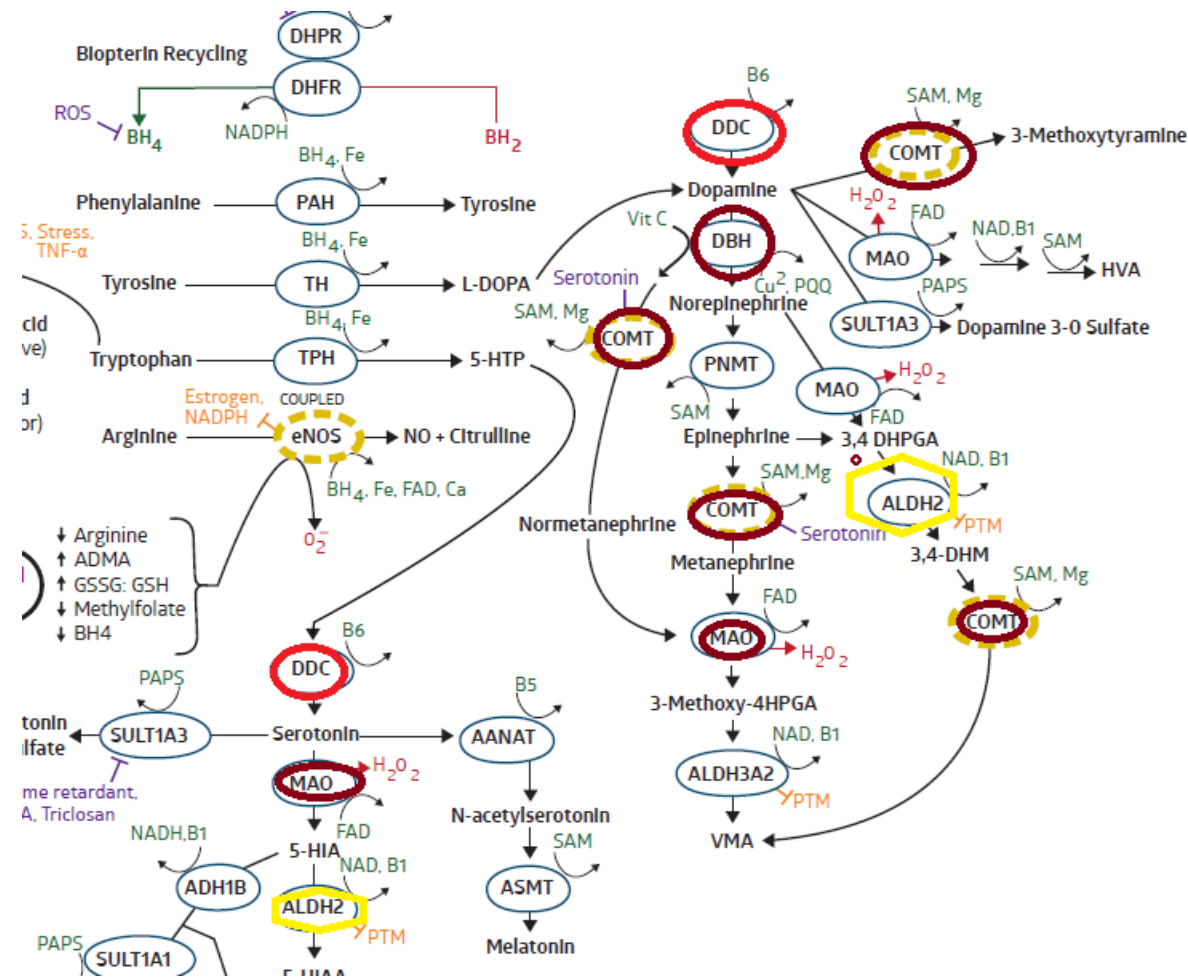 DHPR
Biopterin Recycling
DHFR
ROS
BH4
NADPH
BH2
BH4, Fe
Phenylalanine
PAH
Tyrosine
S, Stress,
TNF-α
BH4, Fe
Tyrosine
TH
L-DOPA
BH4, Fe
Tryptophan
TPH
5-HTP
Estrogen,
NADPH
COUPLED
Arginine
eNOS
NO + Citrulline
BH4, Fe, FAD, Ca
O2−
↓ Arginine
↑ ADMA
↑ GSSG: GSH
↓ Methylfolate
↓ BH4
B6
DDC
PAPS
SULT1A3
Serotonin
B5
AANAT
MAO
H2O2
FAD
N-acetylserotonin
SAM
ASMT
Melatonin
NADH,B1
5-HIA
NAD, B1
ADH1B
ALDH2
PTM
PAPS
SULT1A1
5-HIAA
me retardant,
A, Triclosan
B6
DDC
Dopamine
SAM, Mg
COMT
3-Methoxytyramine
H2O2
FAD
MAO
NAD,B1
SAM
HVA
PAPS
SULT1A3
Dopamine 3-0 Sulfate
Vit C
DBH
Cu2, PQQ
Serotonin
Norepinephrine
SAM, Mg
COMT
PNMT
SAM
MAO
H2O2
FAD
Epinephrine
3,4 DHPGA
NAD, B1
ALDH2
PTM
SAM,Mg
COMT
Serotonin
Normetanephrine
Metanephrine
3,4-DHM
SAM, Mg
COMT
FAD
MAO
H2O2
3-Methoxy-4HPGA
NAD, B1
ALDH3A2
PTM
VMA